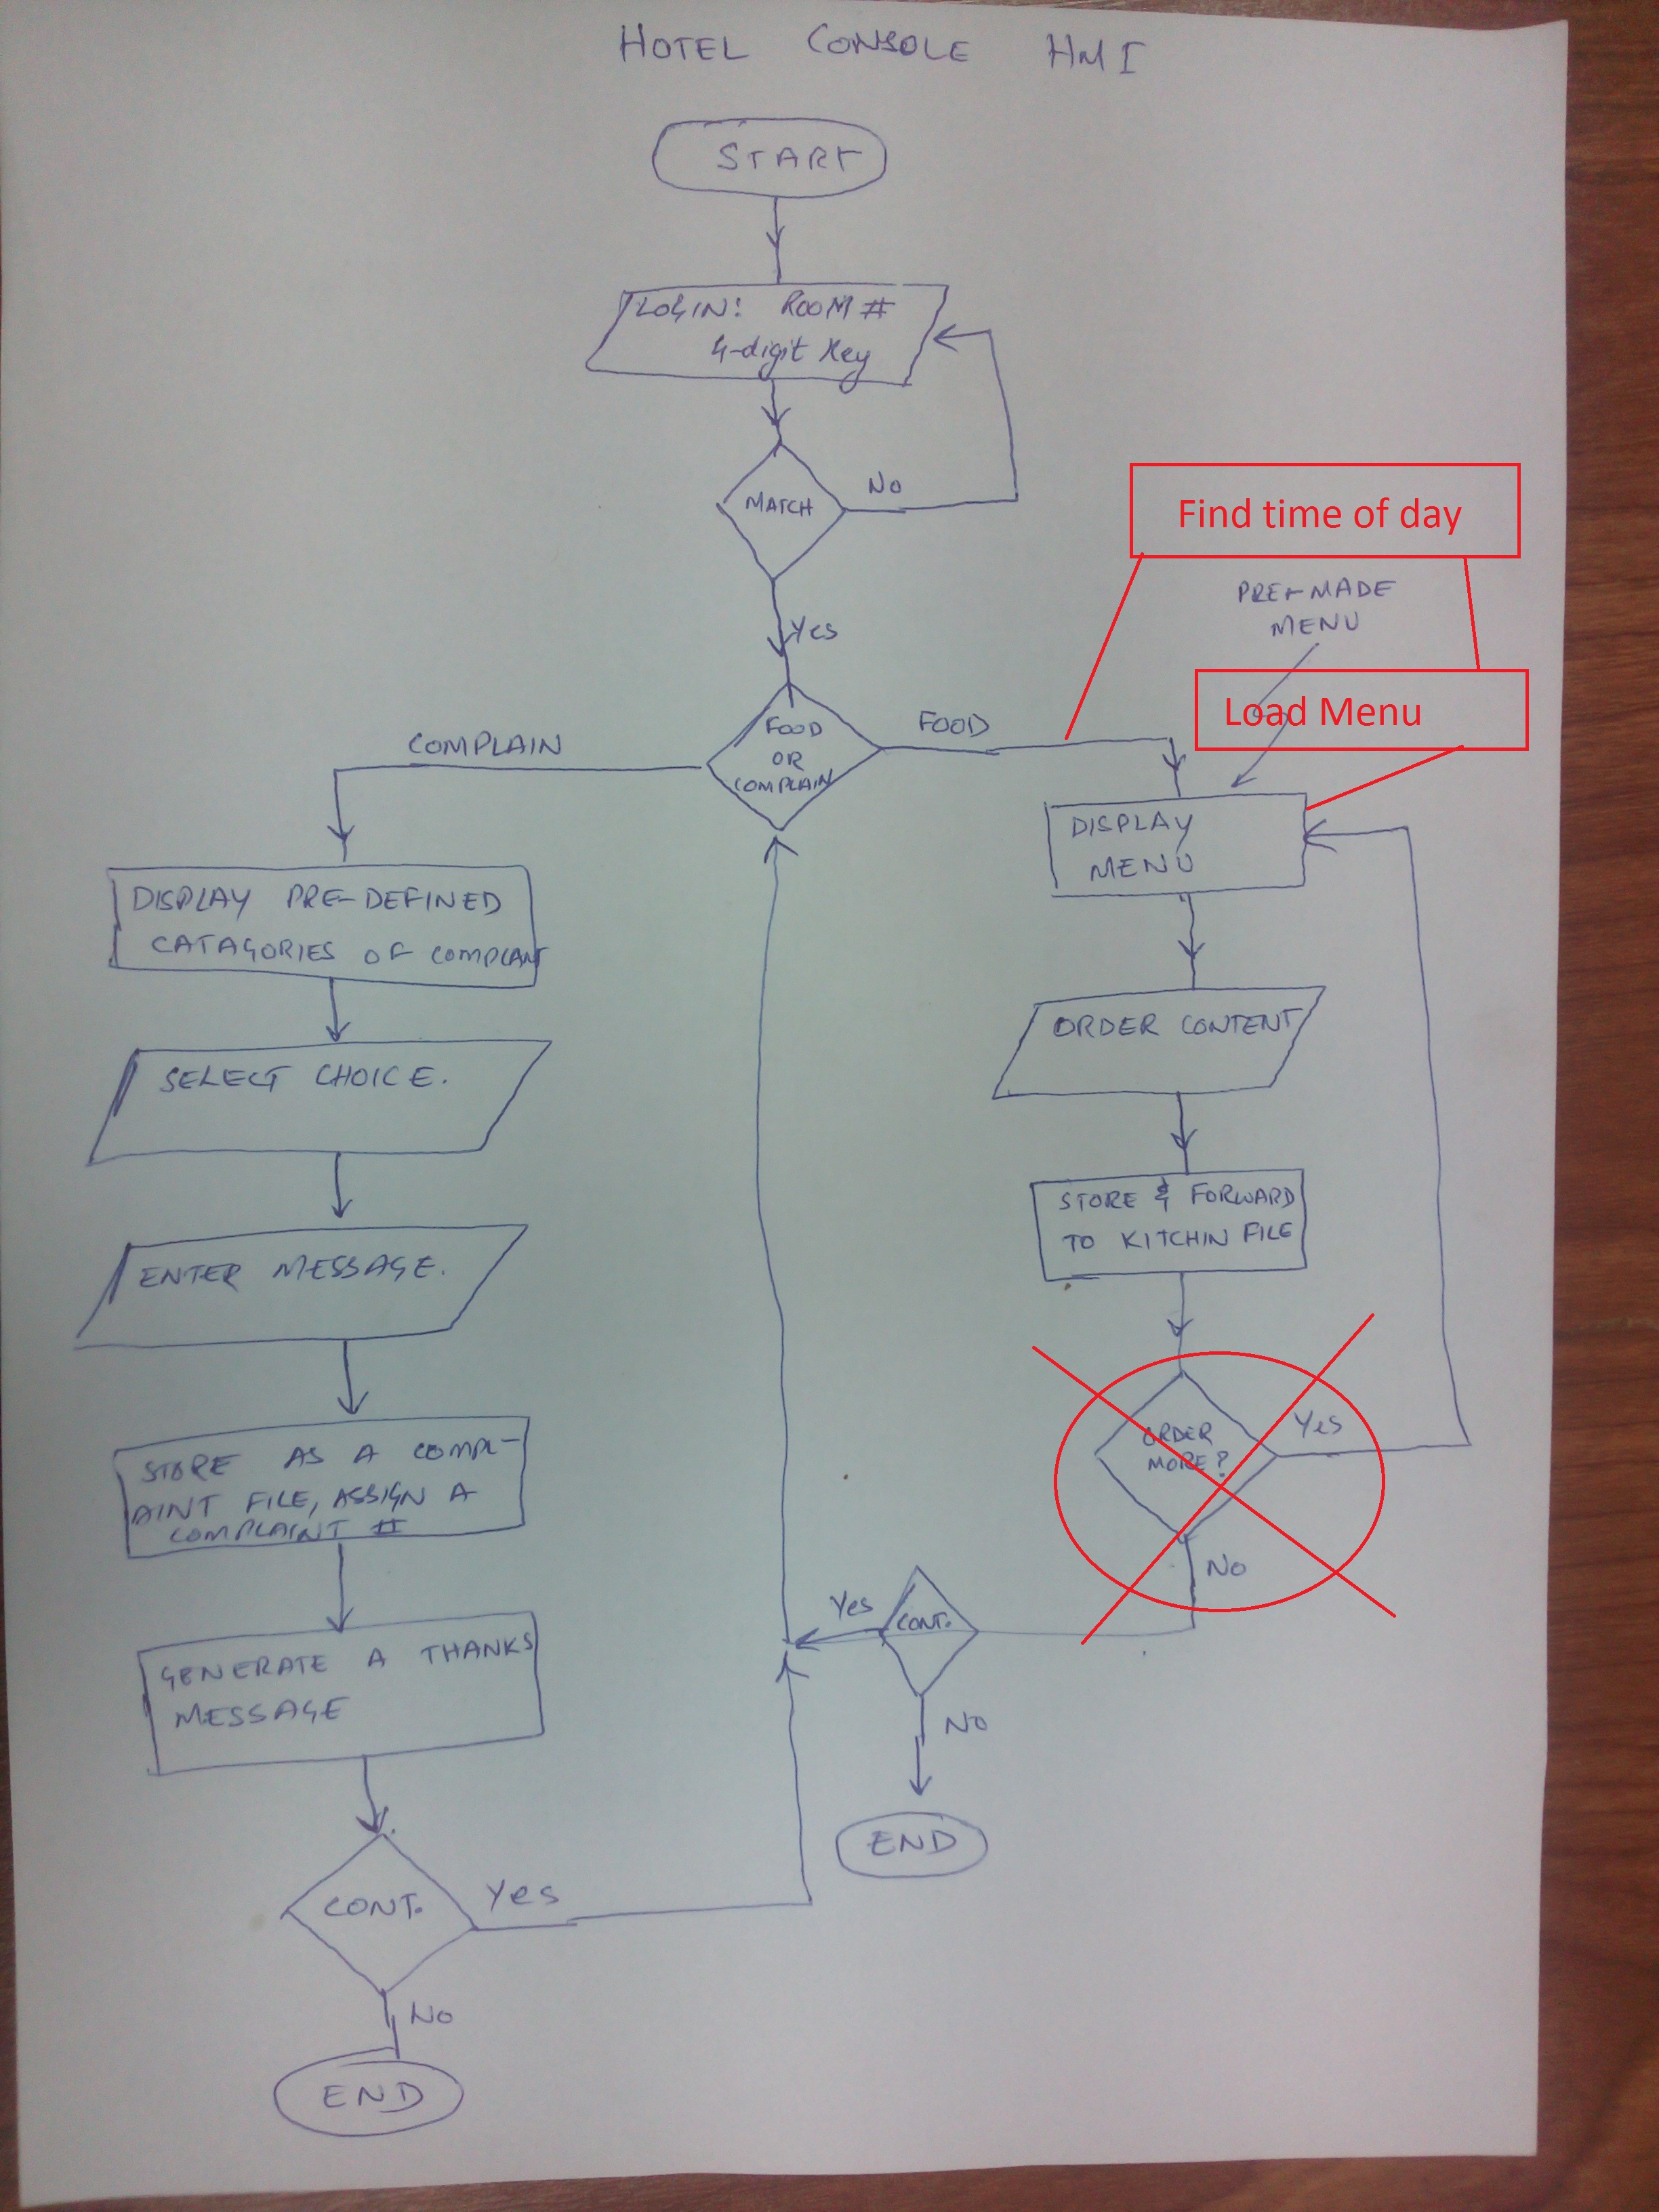 HOTEL CONSOLE HMI
START
LOGIN: ROOM #
4-digit Key
MATCH
No
Yes
FOOD
OR
COMPLAIN
COMPLAIN
FOOD
Find time of day
PRE-MADE
MENU
Load Menu
DISPLAY
MENU
ORDER CONTENT
STORE & FORWARD
TO KITCHIN FILE
ORDER
MORE?
Yes
No
CONT.
Yes
NO
END
DISPLAY PRE-DEFINED
CATAGORIES OF COMPLANT
SELECT CHOICE.
ENTER MESSAGE.
STORE AS A COMPL-
AINT FILE, ASSIGN A
COMPLAINT #
GENERATE A THANKS
MESSAGE
CONT.
Yes
NO
END